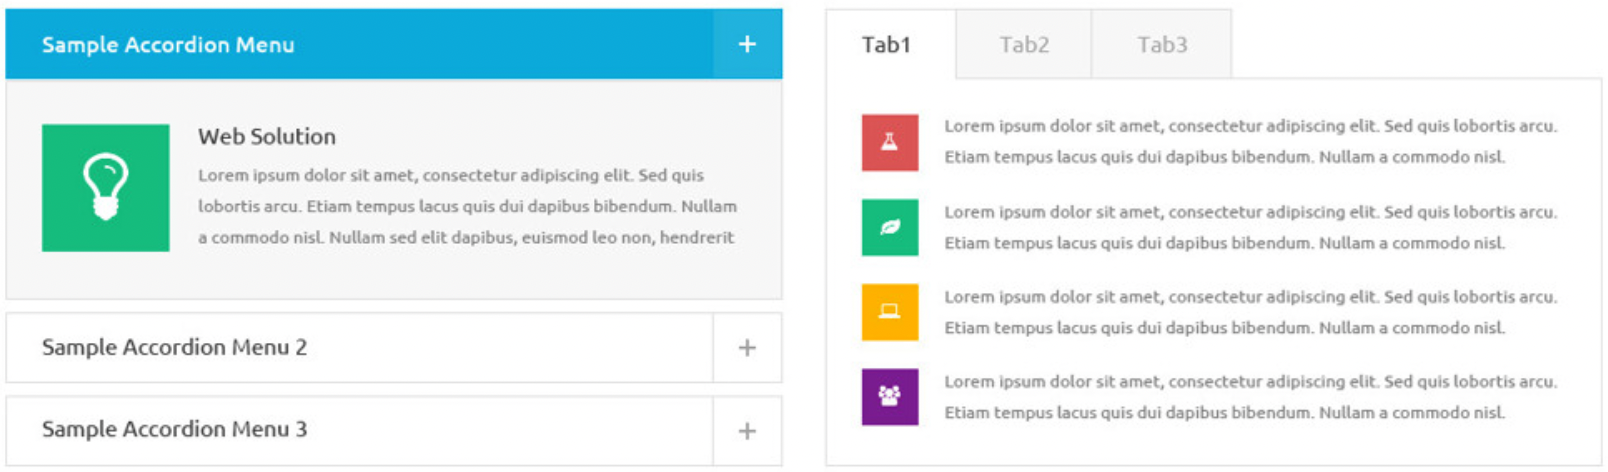 Sample Accordion Menu +
Web Solution
Lorem ipsum dolor sit amet, consectetur adipiscing elit. Sed quis
lobortis arcu. Etiam tempus lacus quis dui dapibus bibendum. Nullam
a commodo nisl. Nullam sed elit dapibus, euismod leo non, hendrerit
Sample Accordion Menu 2 +
Sample Accordion Menu 3 +
Tab1 Tab2 Tab3
Lorem ipsum dolor sit amet, consectetur adipiscing elit. Sed quis lobortis arcu.
Etiam tempus lacus quis dui dapibus bibendum. Nullam a commodo nisl.
Lorem ipsum dolor sit amet, consectetur adipiscing elit. Sed quis lobortis arcu.
Etiam tempus lacus quis dui dapibus bibendum. Nullam a commodo nisl.
Lorem ipsum dolor sit amet, consectetur adipiscing elit. Sed quis lobortis arcu.
Etiam tempus lacus quis dui dapibus bibendum. Nullam a commodo nisl.
Lorem ipsum dolor sit amet, consectetur adipiscing elit. Sed quis lobortis arcu.
Etiam tempus lacus quis dui dapibus bibendum. Nullam a commodo nisl.